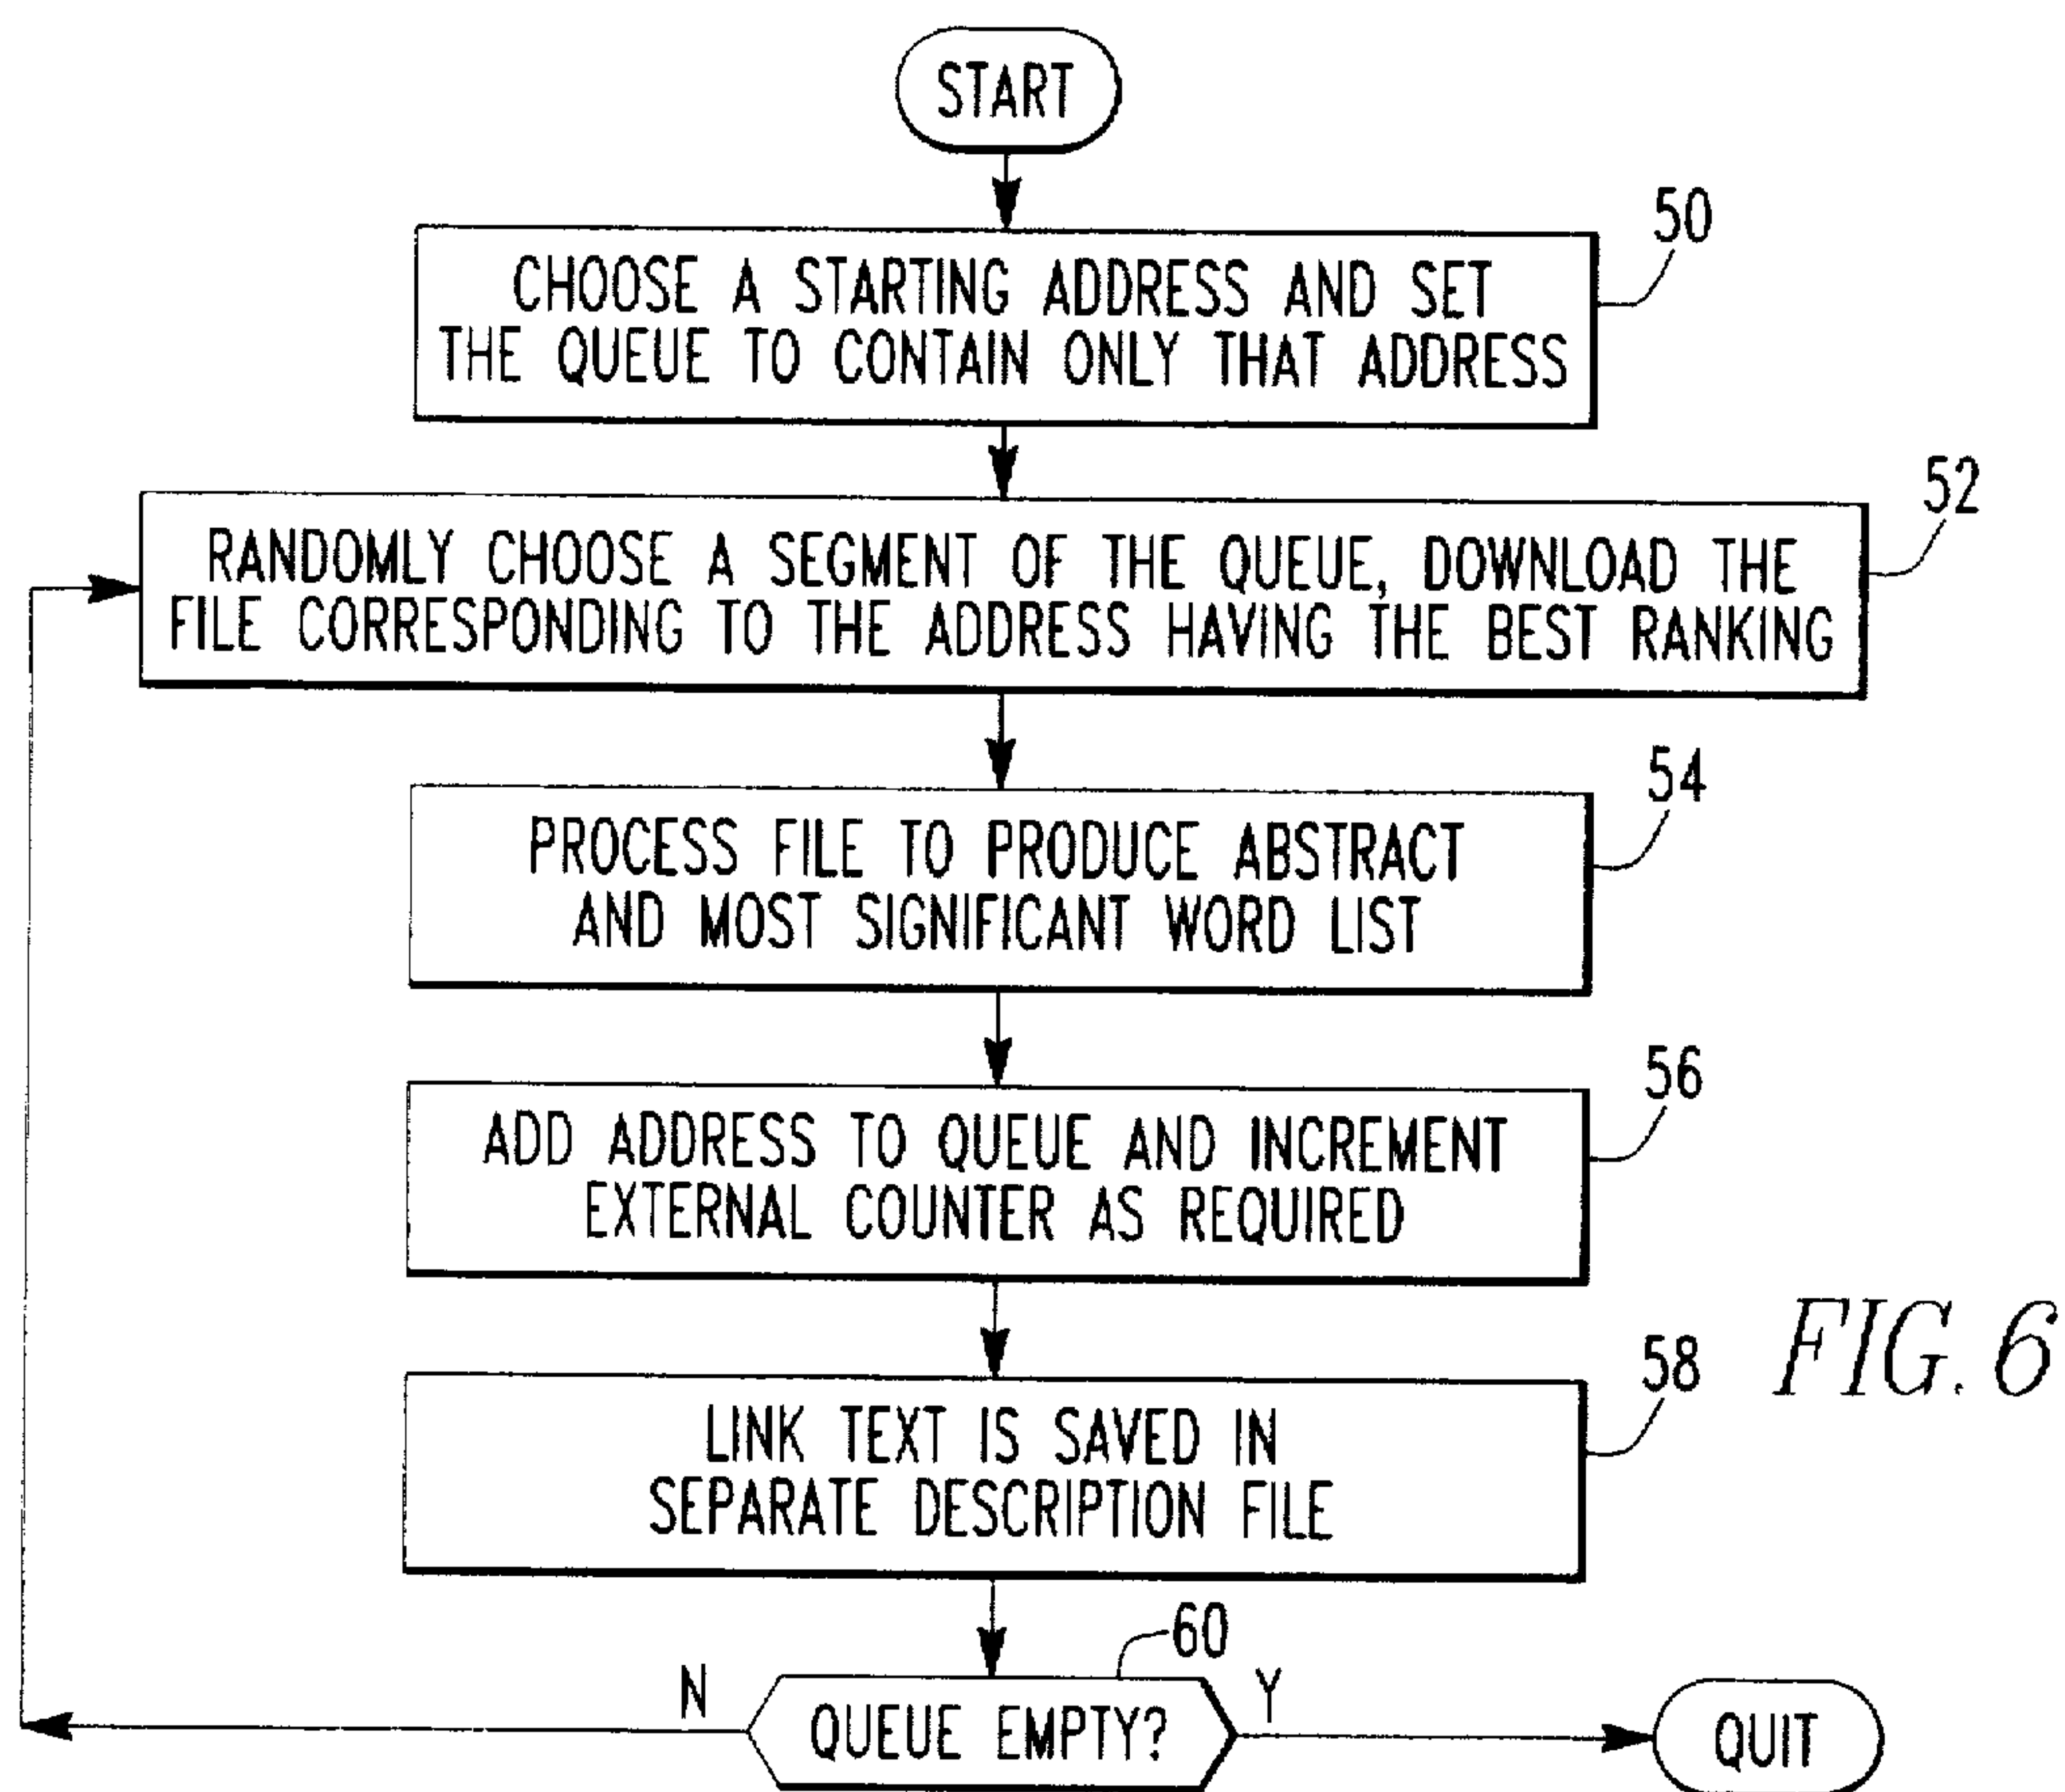 START
50
CHOOSE A STARTING ADDRESS AND SET
THE QUEUE TO CONTAIN ONLY THAT ADDRESS
52
RANDOMLY CHOOSE A SEGMENT OF THE QUEUE, DOWNLOAD THE
FILE CORRESPONDING TO THE ADDRESS HAVING THE BEST RANKING
54
PROCESS FILE TO PRODUCE ABSTRACT
AND MOST SIGNIFICANT WORD LIST
56
ADD ADDRESS TO QUEUE AND INCREMENT
EXTERNAL COUNTER AS REQUIRED
58
LINK TEXT IS SAVED IN
SEPARATE DESCRIPTION FILE
60
N
QUEUE EMPTY?
Y
QUIT
FIG. 6